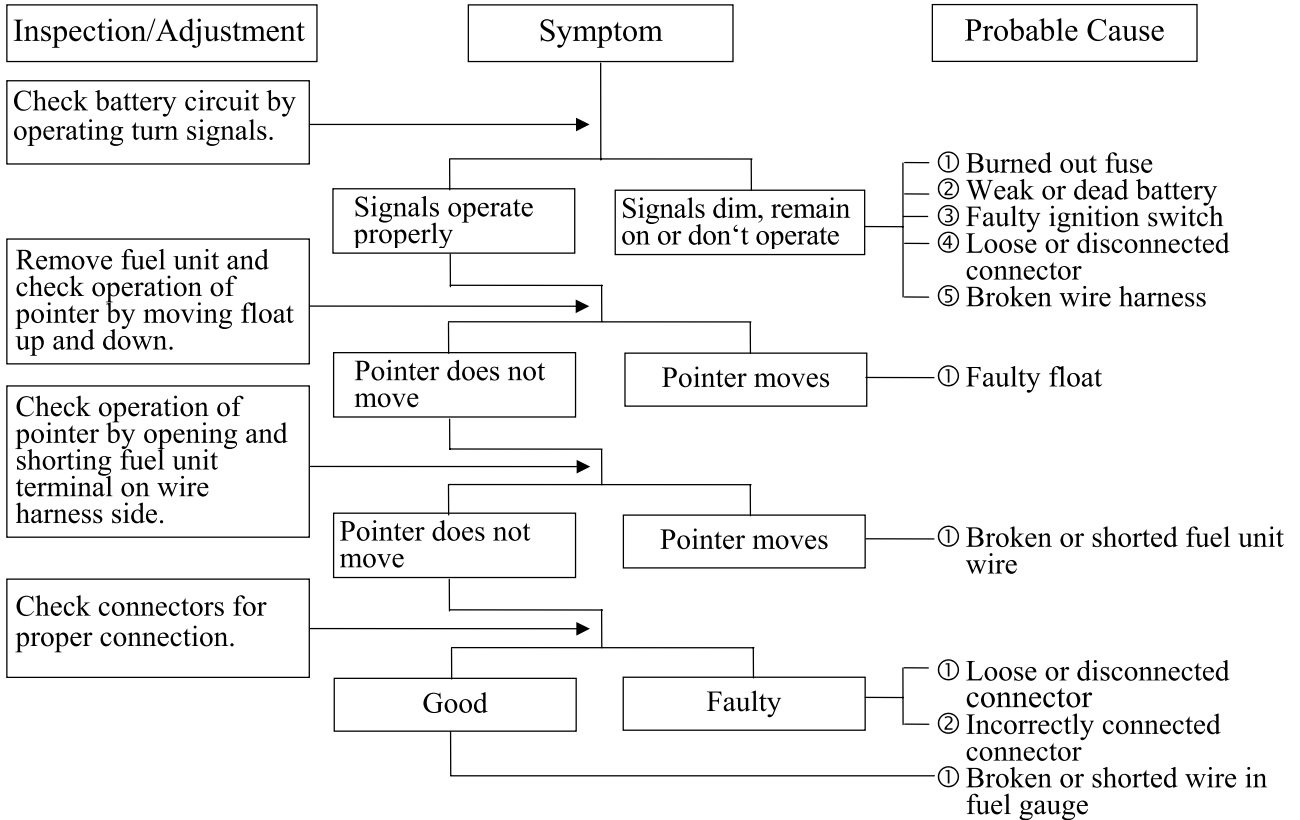 Inspection/Adjustment
Symptom
Probable Cause
Check battery circuit by
operating turn signals.
Signals operate
properly
Signals dim, remain
on or don‘t operate
① Burned out fuse
② Weak or dead battery
③ Faulty ignition switch
④ Loose or disconnected
connector
⑤ Broken wire harness
Remove fuel unit and
check operation of
pointer by moving float
up and down.
Pointer does not
move
Pointer moves
① Faulty float
Check operation of
pointer by opening and
shorting fuel unit
terminal on wire
harness side.
Pointer does not
move
Pointer moves
① Broken or shorted fuel unit
wire
Check connectors for
proper connection.
Good
Faulty
① Loose or disconnected
connector
② Incorrectly connected
connector
① Broken or shorted wire in
fuel gauge